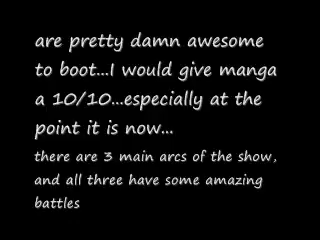 are pretty damn awesome
to boot...I would give manga
a 10/10...especially at the
point it is now...
there are 3 main arcs of the show,
and all three have some amazing
battles